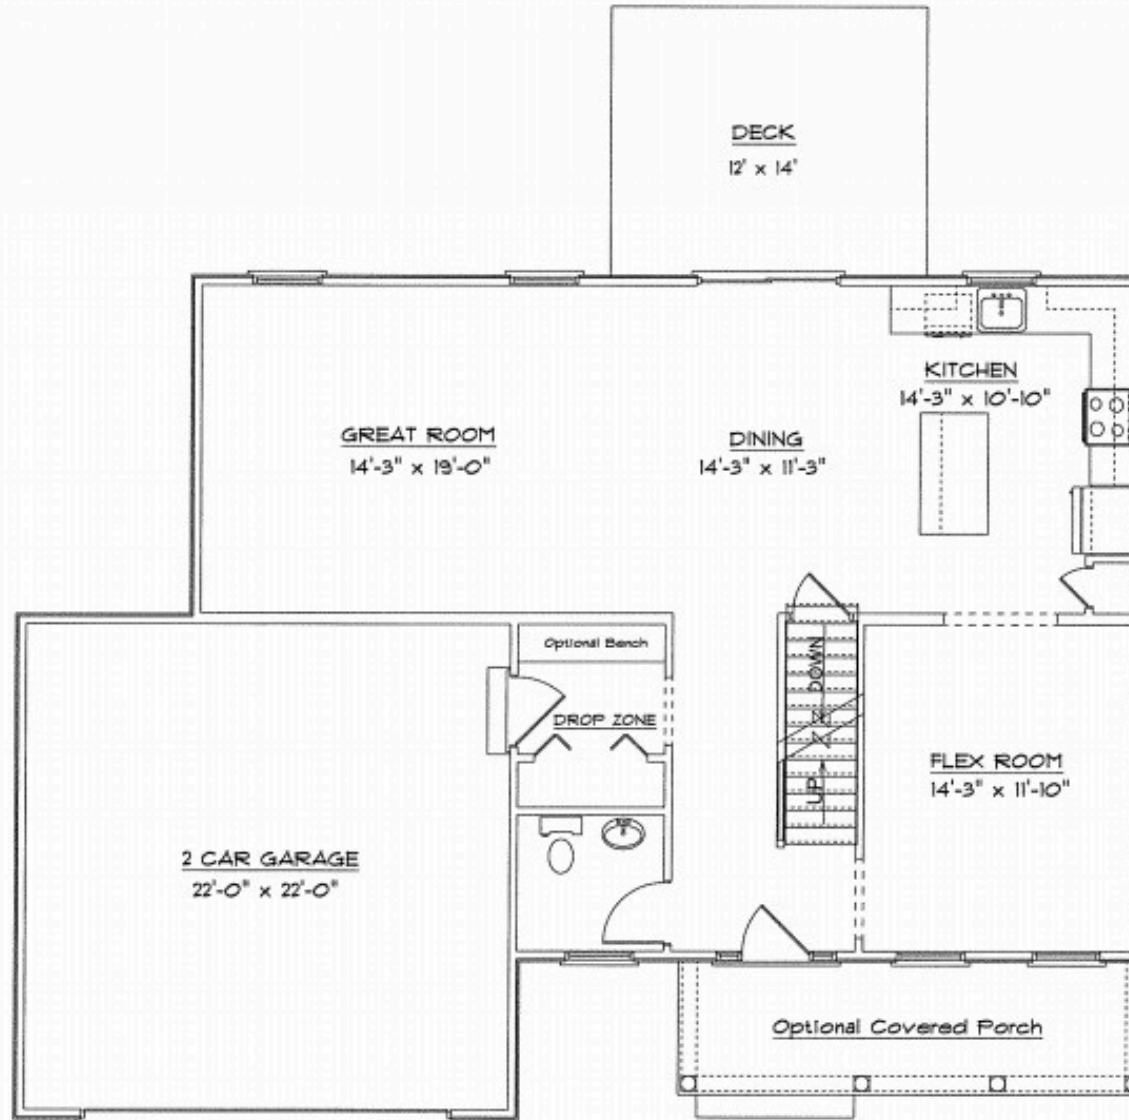 DECK
12' x 14'
KITCHEN
14'-3" x 10'-10"
GREAT ROOM
14'-3" x 19'-0"
DINING
14'-3" x 11'-3"
Optional Bench
DOWN
DROP ZONE
FLEX ROOM
14'-3" x 11'-10"
UP
2 CAR GARAGE
22'-0" x 22'-0"
Optional Covered Porch